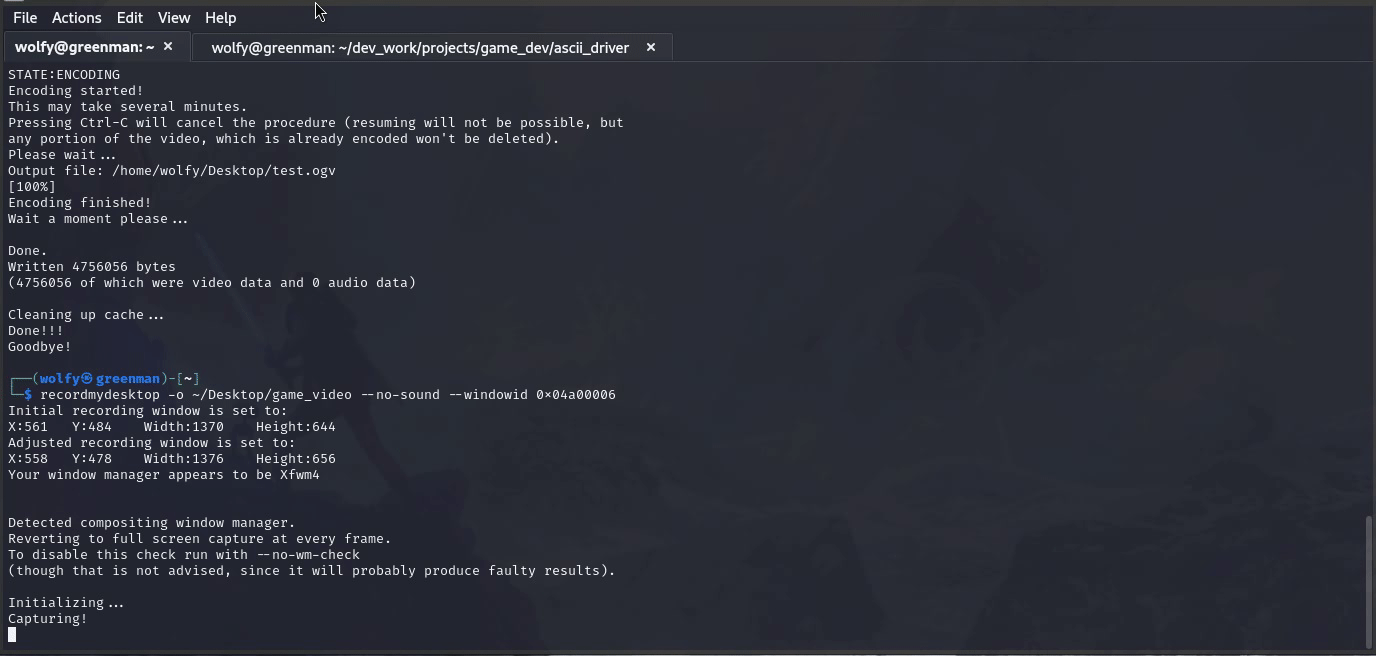 File Actions Edit View Help
wolfy@greenman: ~ × wolfy@greenman: ~/dev_work/projects/game_dev/ascii_driver ×
STATE:ENCODING
Encoding started!
This may take several minutes.
Pressing Ctrl-C will cancel the procedure (resuming will not be possible, but
any portion of the video, which is already encoded won't be deleted).
Please wait...
Output file: /home/wolfy/Desktop/test.ogv
[100%]
Encoding finished!
Wait a moment please...
Done.
Written 4756056 bytes
(4756056 of which were video data and 0 audio data)
Cleaning up cache...
Done!!!
Goodbye!
┌──(wolfy㉿greenman)-[~]
└─$ recordmydesktop -o ~/Desktop/game_video --no-sound --windowid 0×04a00006
Initial recording window is set to:
X:561 Y:484 Width:1370 Height:644
Adjusted recording window is set to:
X:558 Y:478 Width:1376 Height:656
Your window manager appears to be Xfwm4
Detected compositing window manager.
Reverting to full screen capture at every frame.
To disable this check run with --no-wm-check
(though that is not advised, since it will probably produce faulty results).
Initializing...
Capturing!